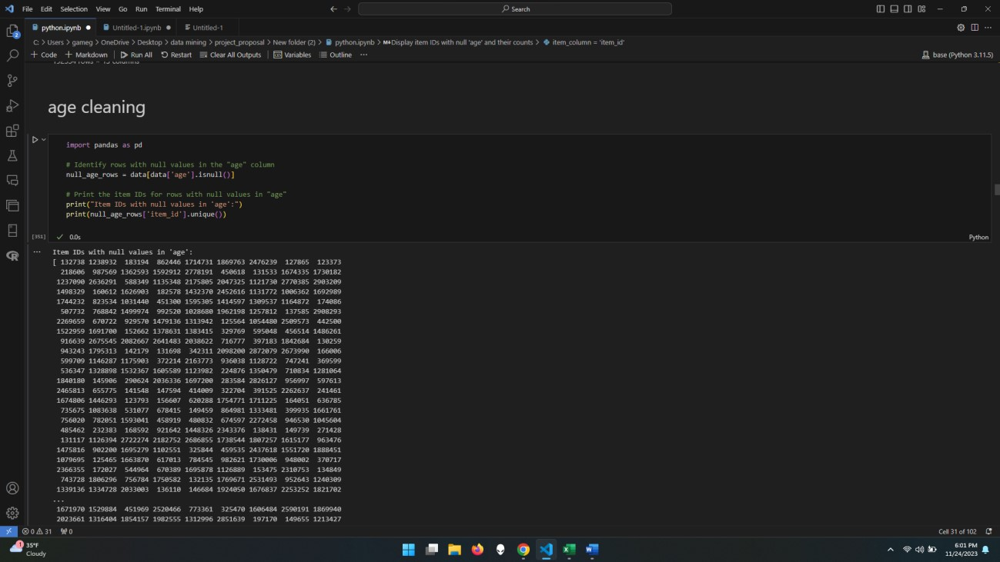 File Edit Selection View Go Run Terminal Help
Search
python.ipynb
Untitled-1.ipynb
Untitled-1
C: > Users > gameg > OneDrive > Desktop > data mining > project_proposal > New folder (2) > python.ipynb > M↓Display item IDs with null 'age' and their counts > item_column = 'item_id'
+ Code + Markdown Run All Restart Clear All Outputs Variables Outline ...
base (Python 3.11.5)
age cleaning
import pandas as pd
# Identify rows with null values in the "age" column
null_age_rows = data[data['age'].isnull()]
# Print the item IDs for rows with null values in "age"
print("Item IDs with null values in 'age':")
print(null_age_rows['item_id'].unique())
[351] ✓ 0.0s
Python
... Item IDs with null values in 'age':
[ 132738 1238932 183194 862446 1714731 1869763 2476239 127865 123373
218606 987569 1362593 1592912 2778191 450618 131533 1674335 1730182
1237090 2636291 588349 1135348 2175805 2047325 1121730 2770385 2903209
1498329 160612 1626903 182578 1432370 2452616 1131772 1006362 1692989
1744232 823534 1031440 451300 1595305 1414597 1309537 1164872 174086
507732 768842 1499974 992520 1028680 1962198 1257812 137585 2908293
2269659 670722 929570 1479136 1313942 125564 1054480 2509573 442500
1522959 1691700 152662 1378631 1383415 329769 595048 456514 1486261
916639 2675545 2082667 2641483 2038622 716777 397183 1842684 130259
943243 1795313 142179 131698 342311 2098200 2872079 2673990 166006
599709 1146287 1175903 372214 2163773 936038 1128722 747241 369599
536347 1328898 1532367 1605589 1123982 224876 1350479 710834 1281064
1840180 145906 290624 2036336 1697200 283584 2826127 956997 597613
2465813 655775 141548 147594 414009 322704 391525 2262637 241461
1674806 1446293 123793 156607 620288 1754771 1711225 164051 636785
735675 1083638 531077 678415 149459 864981 1333481 399935 1661761
756020 782051 1593041 458919 480832 674597 2272458 946530 1045604
485462 232383 168592 921642 1448326 2343376 138431 149739 271428
131117 1126394 2722274 2182752 2686855 1738544 1807257 1615177 963476
1475816 902200 1695279 1102551 325844 459535 2437618 1551720 1888451
1079695 125465 1663870 617013 784545 982621 1730006 948002 370717
2366355 172027 544964 670389 1695878 1126889 153475 2310753 134849
743728 1806296 756784 1750582 132135 1769671 2531493 952643 1240309
1339136 1334728 2033003 136110 146684 1924050 1676837 2253252 1821702
...
1671970 1529884 451969 2520466 773361 325470 1606484 2590191 1869940
2023661 1316404 1854157 1982555 1312996 2851639 197170 149655 1213427
0 31 0
Cell 31 of 102
35°F
Cloudy
6:01 PM
11/24/2023